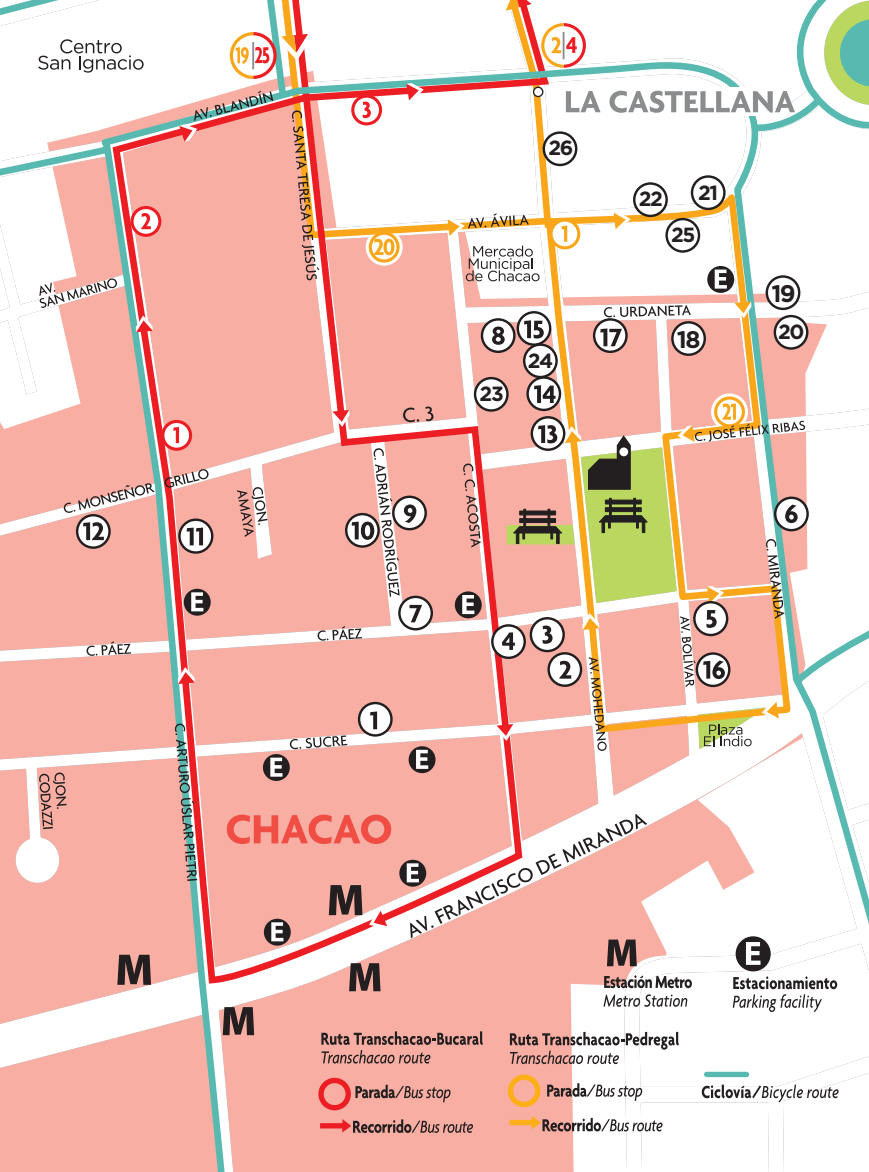 Centro
San Ignacio
19|25
2|4
AV. BLANDÍN
3
LA CASTELLANA
C. SANTA TERESA DE JESÚS
26
2
22
21
AV. ÁVILA
20
1
25
Mercado
Municipal
de Chacao
E
AV.
SAN MARINO
19
C. URDANETA
8
15
17
18
20
24
23
14
21
C. 3
13
C. JOSÉ FÉLIX RIBAS
1
C. MONSEÑOR GRILLO
CJON.
AMAYA
C. ADRIÁN RODRÍGUEZ
C. C. ACOSTA
12
11
10
9
6
C. MIRANDA
E
7
E
5
C. PÁEZ
C. PÁEZ
4
3
2
AV. MOHEDANO
AV. BOLÍVAR
16
1
C. SUCRE
Plaza
El Indio
E
E
C. ARTURO USLAR PIETRI
CJON.
CODAZZI
CHACAO
AV. FRANCISCO DE MIRANDA
E
M
E
M
M
M
M
Estación Metro
Metro Station
E
Estacionamiento
Parking facility
Ruta Transchacao-Bucaral
Transchacao route
Parada/Bus stop
Recorrido/Bus route
Ruta Transchacao-Pedregal
Transchacao route
Parada/Bus stop
Recorrido/Bus route
Ciclovía/Bicycle route